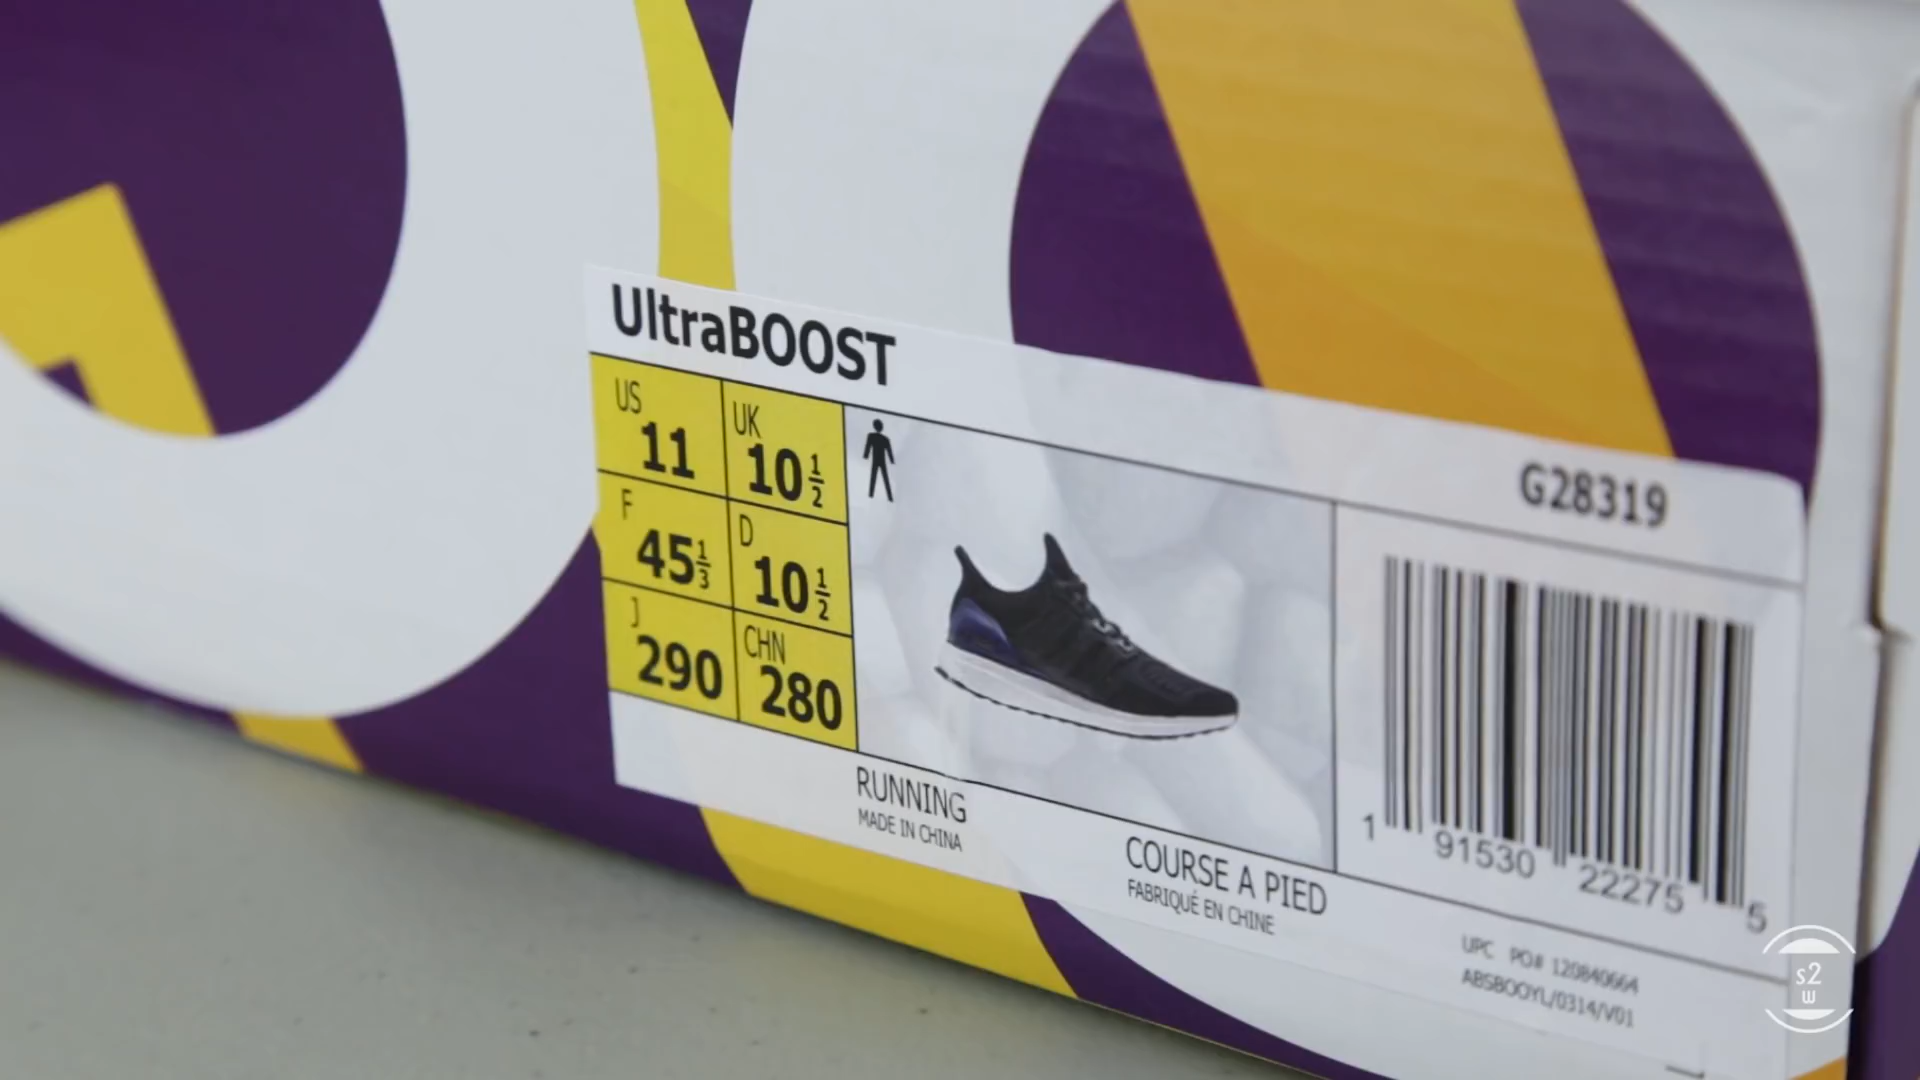 UltraBOOST
US 11
UK 10 1/2
F 45 1/3
D 10 1/2
J 290
CHN 280
G28319
1 91530 22275 5
RUNNING
MADE IN CHINA
COURSE A PIED
FABRIQUÉ EN CHINE
UPC PO# 120840664
ABSBOOYL/0314/V01
s2
w